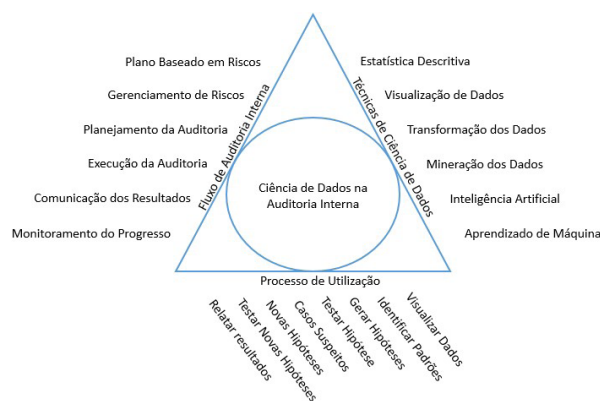 Plano Baseado em Riscos
Gerenciamento de Riscos
Planejamento da Auditoria
Execução da Auditoria
Comunicação dos Resultados
Monitoramento do Progresso
Fluxo de Auditoria Interna
Ciência de Dados na
Auditoria Interna
Técnicas de Ciência de Dados
Estatística Descritiva
Visualização de Dados
Transformação dos Dados
Mineração dos Dados
Inteligência Artificial
Aprendizado de Máquina
Processo de Utilização
Relatar resultados
Testar Novas Hipóteses
Novas Hipóteses
Casos Suspeitos
Testar Hipótese
Gerar Hipóteses
Identificar Padrões
Visualizar Dados